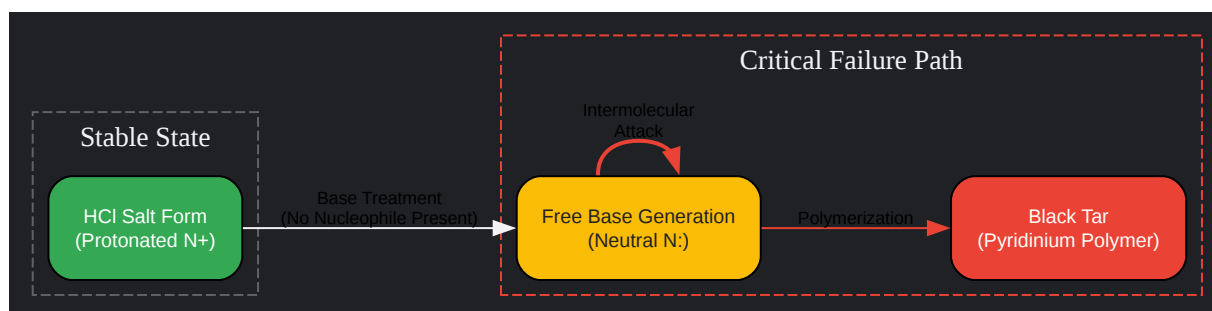 Critical Failure Path
Intermolecular
Attack
Stable State
HCl Salt Form
(Protonated N+)
Base Treatment
(No Nucleophile Present)
Free Base Generation
(Neutral N:)
Polymerization
Black Tar
(Pyridinium Polymer)